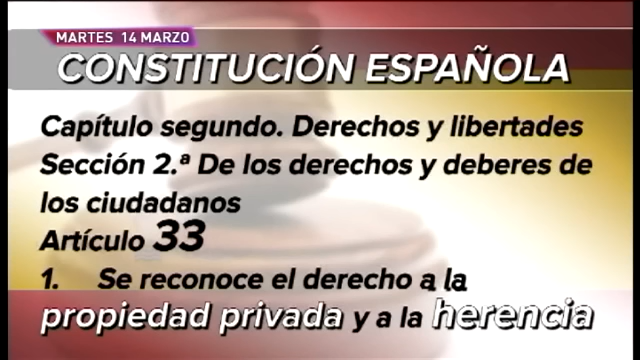 MARTES 14 MARZO
CONSTITUCIÓN ESPAÑOLA
Capítulo segundo. Derechos y libertades
Sección 2.ª De los derechos y deberes de
los ciudadanos
Artículo 33
1. Se reconoce el derecho a la
propiedad privada y a la herencia